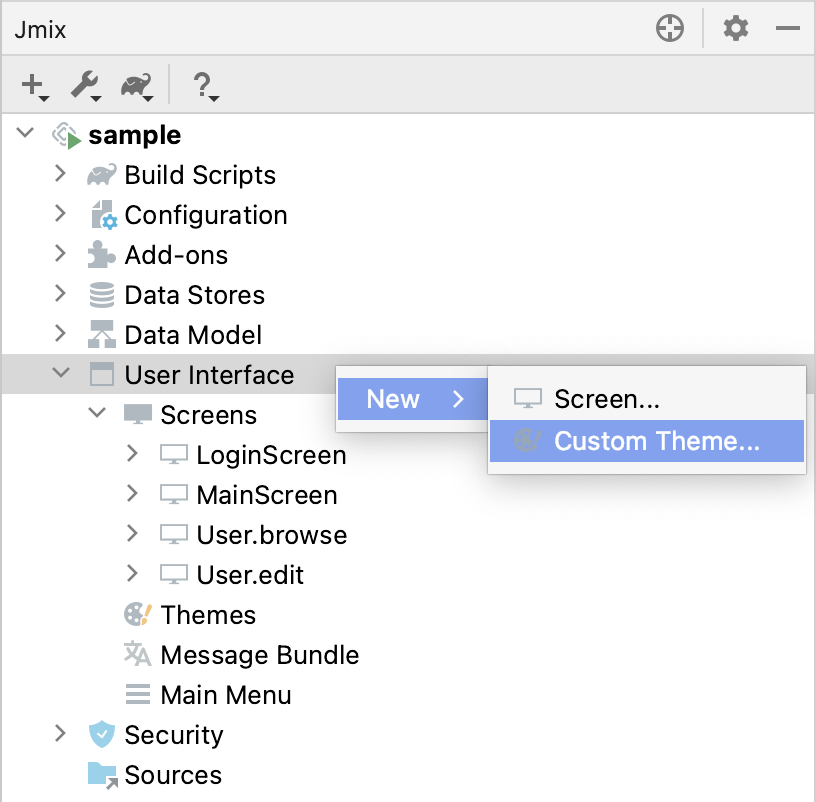 Jmix
sample
Build Scripts
Configuration
Add-ons
Data Stores
Data Model
User Interface
New
Screen...
Custom Theme...
Screens
LoginScreen
MainScreen
User.browse
User.edit
Themes
Message Bundle
Main Menu
Security
Sources